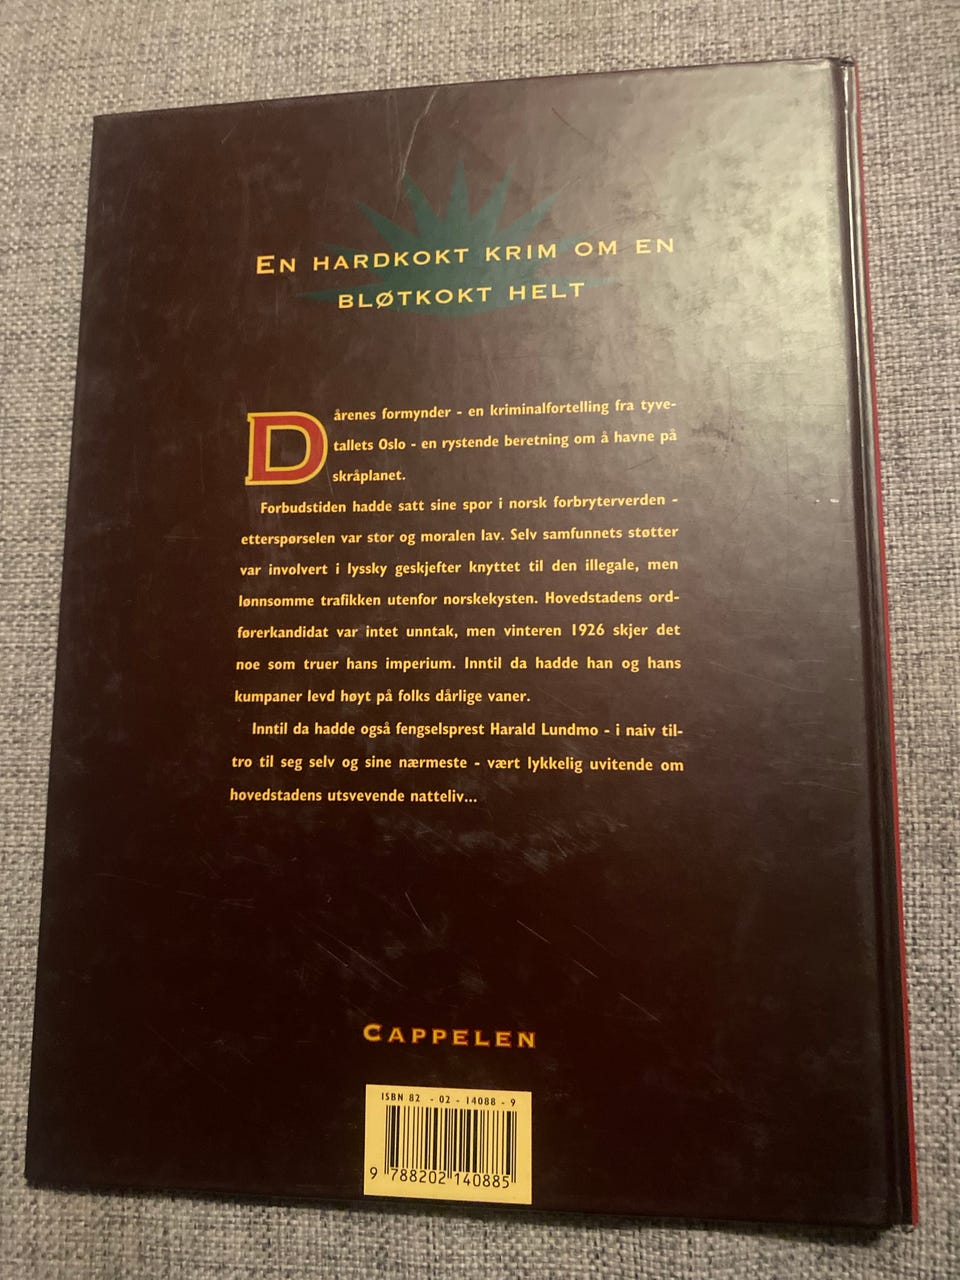 EN HARDKOKT KRIM OM EN
BLØTKOKT HELT
Dårenes formynder - en kriminalfortelling fra tyve-
tallets Oslo - en rystende beretning om å havne på
skråplanet.
Forbudstiden hadde satt sine spor i norsk forbryterverden -
etterspørselen var stor og moralen lav. Selv samfunnets støtter
var involvert i lyssky geskjefter knyttet til den illegale, men
lønnsomme trafikken utenfor norskekysten. Hovedstadens ord-
førerkandidat var intet unntak, men vinteren 1926 skjer det
noe som truer hans imperium. Inntil da hadde han og hans
kumpaner levd høyt på folks dårlige vaner.
Inntil da hadde også fengselsprest Harald Lundmo - i naiv til-
tro til seg selv og sine nærmeste - vært lykkelig uvitende om
hovedstadens utsvevende natteliv...
CAPPELEN
ISBN 82 - 02 - 14088 - 9
9 788202 140885